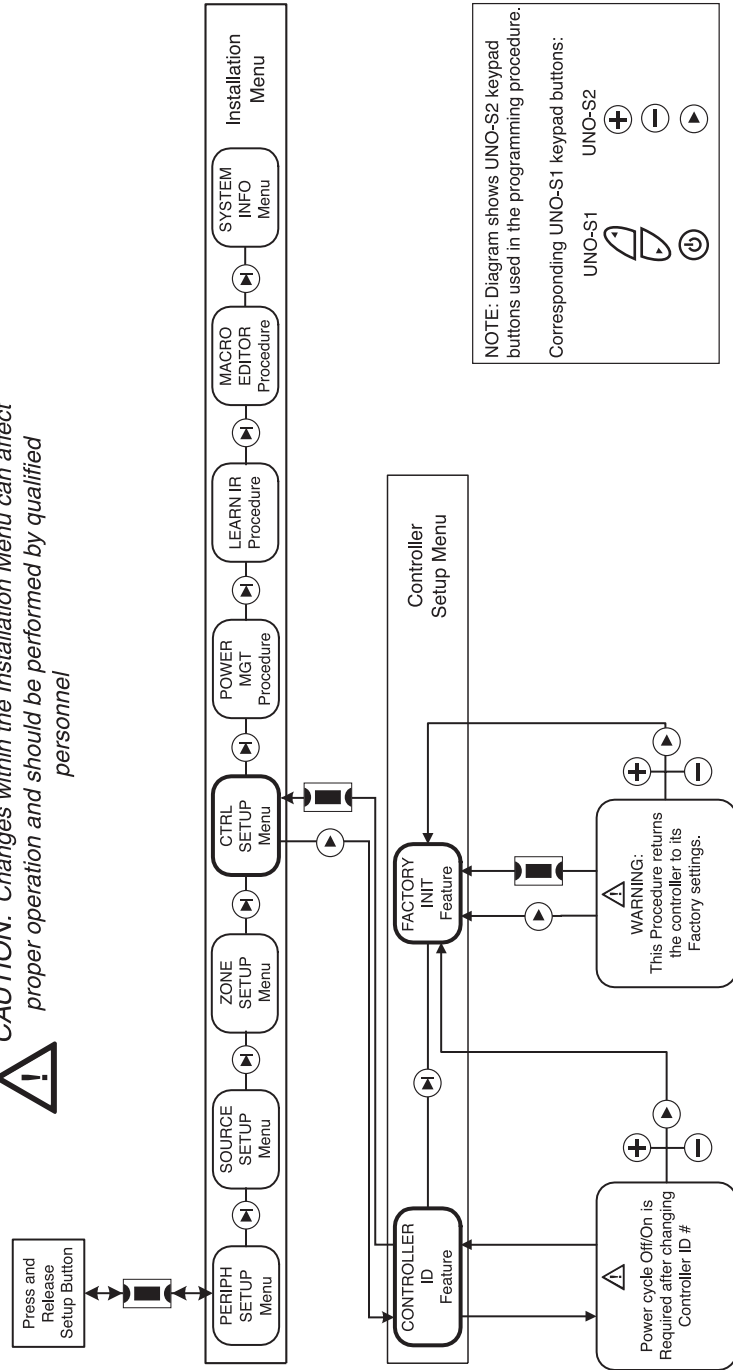 CAUTION: Changes within the Installation Menu can affect
proper operation and should be performed by qualified
personnel
Press and
Release
Setup Button
PERIPH
SETUP
Menu
SOURCE
SETUP
Menu
ZONE
SETUP
Menu
CTRL
SETUP
Menu
POWER
MGT
Procedure
LEARN IR
Procedure
MACRO
EDITOR
Procedure
SYSTEM
INFO
Menu
Installation
Menu
CONTROLLER
ID
Feature
FACTORY
INIT
Feature
Controller
Setup Menu
Power cycle Off/On is
Required after changing
Controller ID #
WARNING:
This Procedure returns
the controller to its
Factory settings.
NOTE: Diagram shows UNO-S2 keypad
buttons used in the programming procedure.
Corresponding UNO-S1 keypad buttons:
UNO-S1
UNO-S2